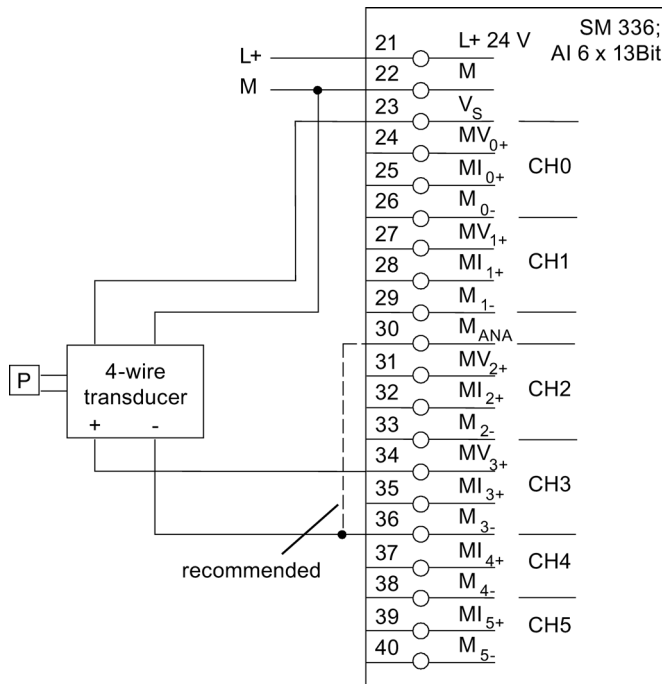 SM 336;
AI 6 x 13Bit
L+
M
21 L+ 24 V
22 M
23 VS
24 MV0+
25 MI0+
26 M0-
CH0
27 MV1+
28 MI1+
29 M1-
CH1
30 MANA
31 MV2+
32 MI2+
33 M2-
CH2
34 MV3+
35 MI3+
36 M3-
CH3
37 MI4+
38 M4-
CH4
39 MI5+
40 M5-
CH5
P
4-wire
transducer
+ -
recommended